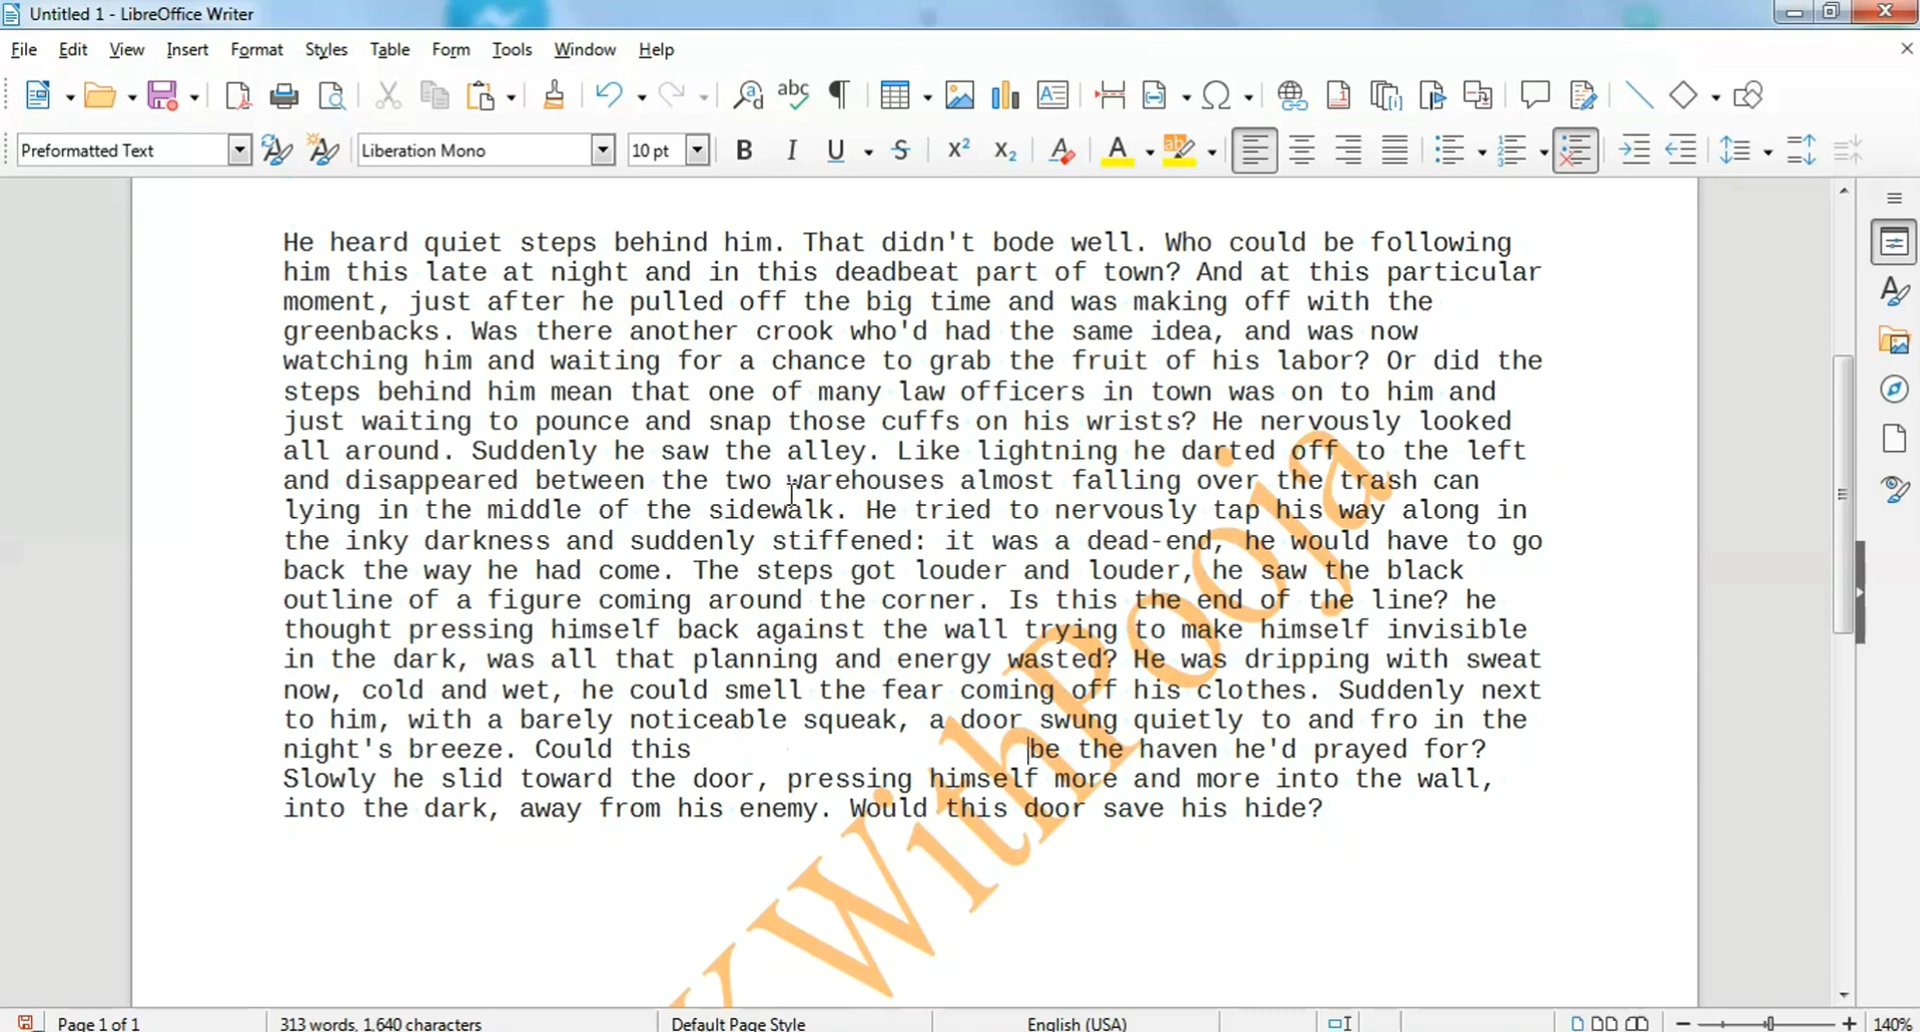 Untitled 1 - LibreOffice Writer
File Edit View Insert Format Styles Table Form Tools Window Help
Preformatted Text Liberation Mono 10 pt
He heard quiet steps behind him. That didn't bode well. Who could be following
him this late at night and in this deadbeat part of town? And at this particular
moment, just after he pulled off the big time and was making off with the
greenbacks. Was there another crook who'd had the same idea, and was now
watching him and waiting for a chance to grab the fruit of his labor? Or did the
steps behind him mean that one of many law officers in town was on to him and
just waiting to pounce and snap those cuffs on his wrists? He nervously looked
all around. Suddenly he saw the alley. Like lightning he darted off to the left
and disappeared between the two warehouses almost falling over the trash can
lying in the middle of the sidewalk. He tried to nervously tap his way along in
the inky darkness and suddenly stiffened: it was a dead-end, he would have to go
back the way he had come. The steps got louder and louder, he saw the black
outline of a figure coming around the corner. Is this the end of the line? he
thought pressing himself back against the wall trying to make himself invisible
in the dark, was all that planning and energy wasted? He was dripping with sweat
now, cold and wet, he could smell the fear coming off his clothes. Suddenly next
to him, with a barely noticeable squeak, a door swung quietly to and fro in the
night's breeze. Could this be the haven he'd prayed for?
Slowly he slid toward the door, pressing himself more and more into the wall,
into the dark, away from his enemy. Would this door save his hide?
xWithPooja
Page 1 of 1 313 words, 1,640 characters Default Page Style English (USA) 140%